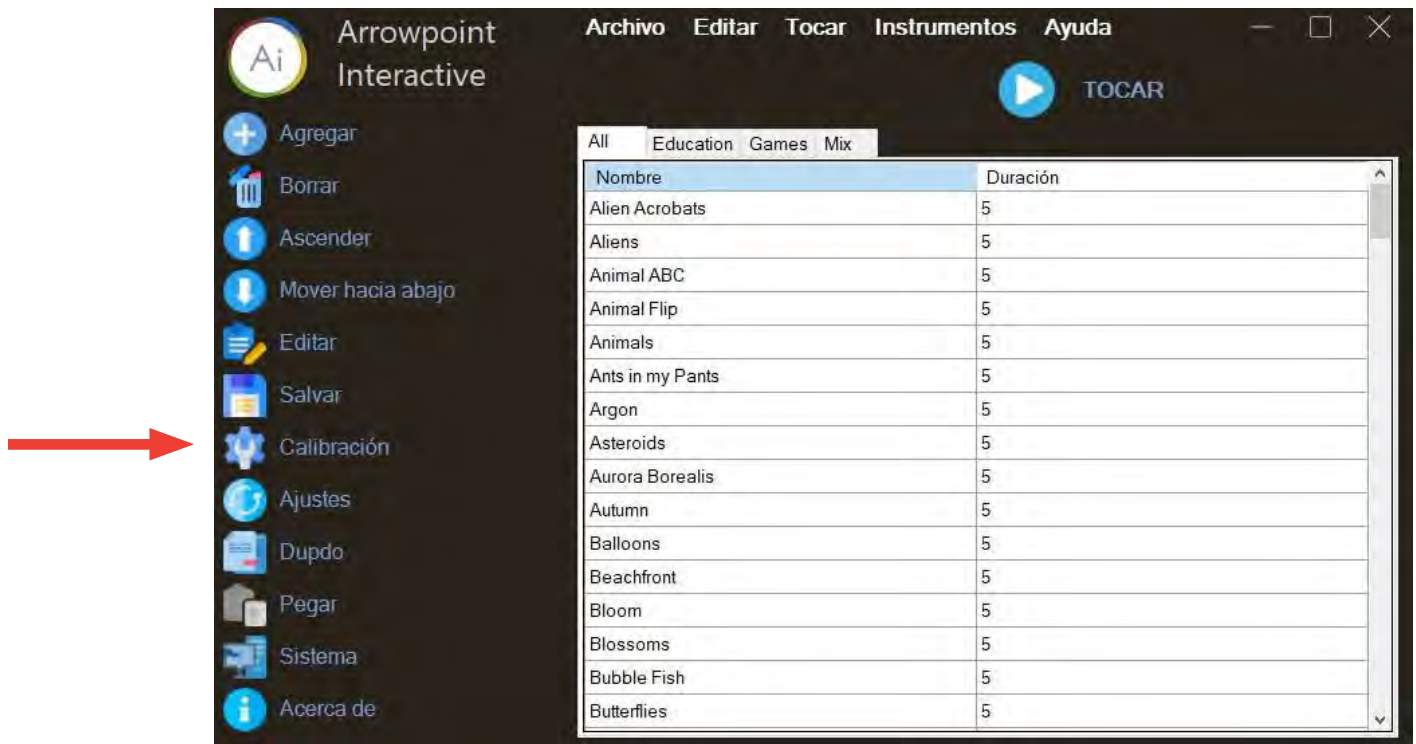 Ai
Arrowpoint
Interactive
Archivo Editar Tocar Instrumentos Ayuda
TOCAR
Agregar
Borrar
Ascender
Mover hacia abajo
Editar
Salvar
Calibración
Ajustes
Dupdo
Pegar
Sistema
Acerca de
All Education Games Mix
Nombre Duración
Alien Acrobats 5
Aliens 5
Animal ABC 5
Animal Flip 5
Animals 5
Ants in my Pants 5
Argon 5
Asteroids 5
Aurora Borealis 5
Autumn 5
Balloons 5
Beachfront 5
Bloom 5
Blossoms 5
Bubble Fish 5
Butterflies 5